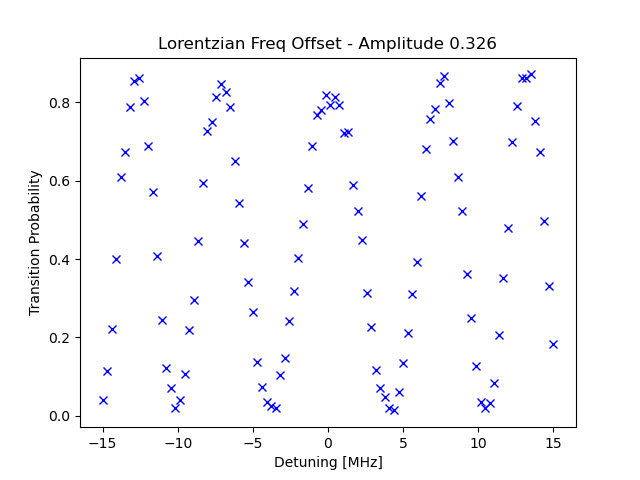 Lorentzian Freq Offset - Amplitude 0.326
Transition Probability
0.8
0.6
0.4
0.2
0.0
−15 −10 −5 0 5 10 15
Detuning [MHz]